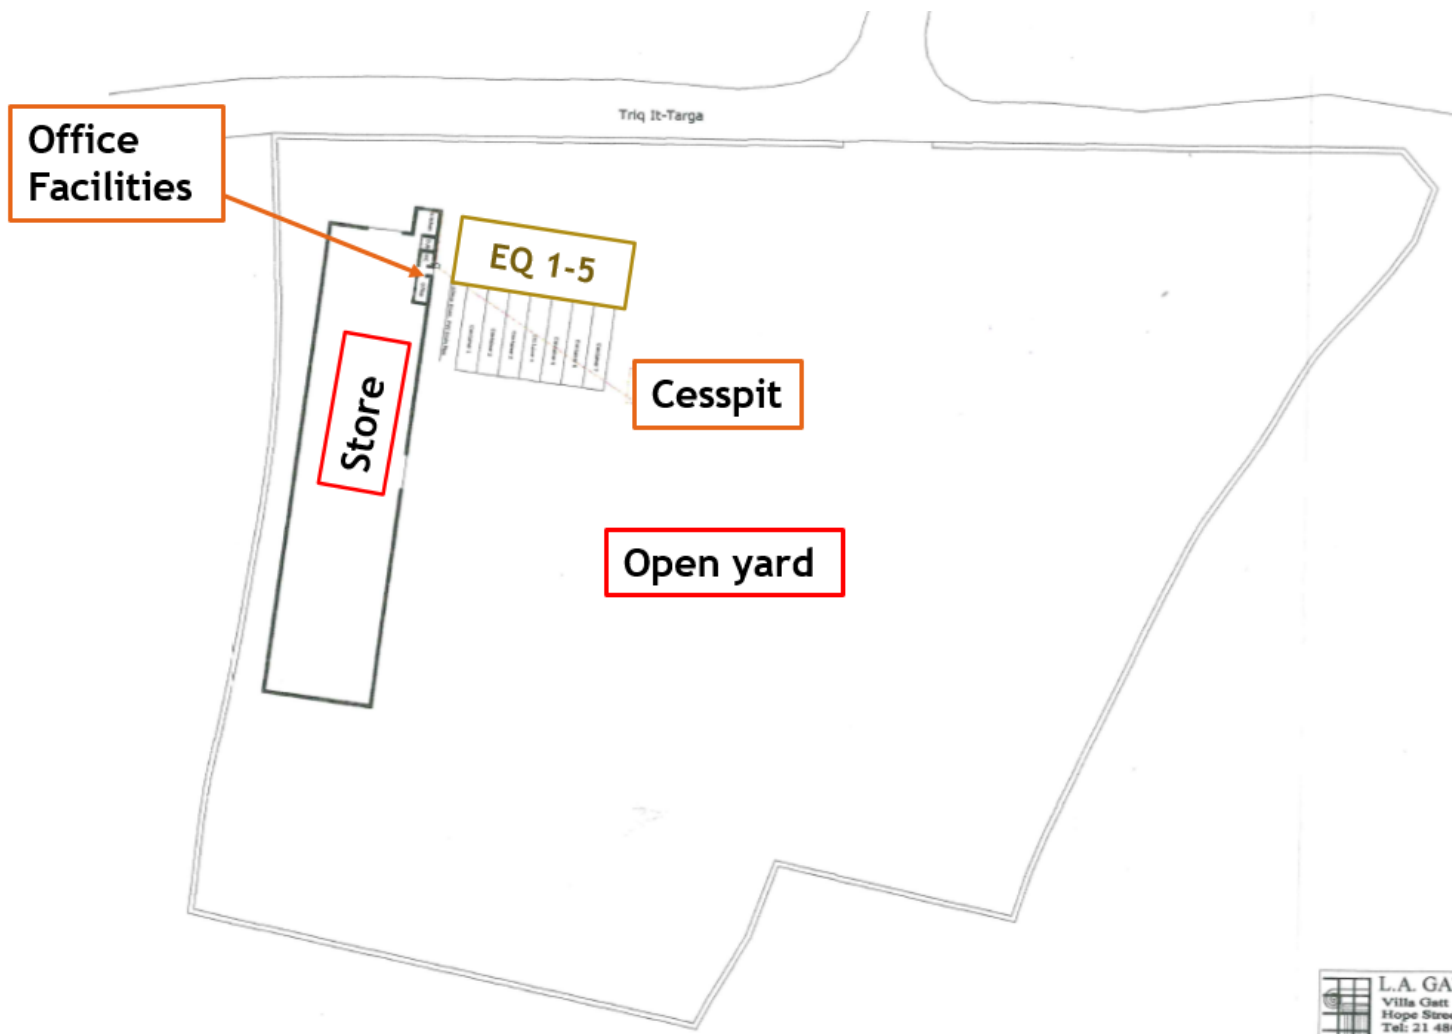 Triq It-Targa
Office
Facilities
EQ 1-5
Store
Cesspit
Open yard
L.A. GA
Villa Gatt
Hope Stree
Tel: 21 48